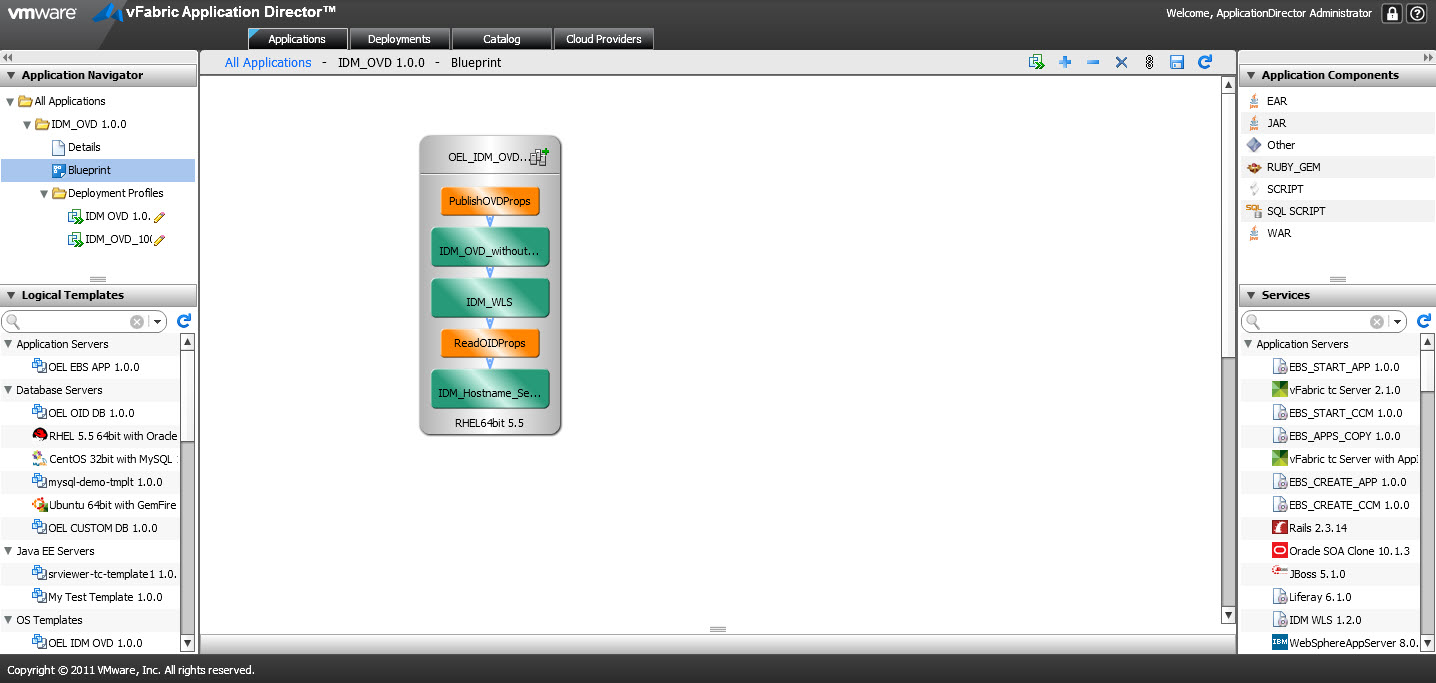 vmware vFabric Application Director™
Welcome, ApplicationDirector Administrator
Applications Deployments Catalog Cloud Providers
Application Navigator
All Applications
IDM_OVD 1.0.0
Details
Blueprint
Deployment Profiles
IDM OVD 1.0.
IDM_OVD_10(
Logical Templates
Application Servers
OEL EBS APP 1.0.0
Database Servers
OEL OID DB 1.0.0
RHEL 5.5 64bit with Oracle
CentOS 32bit with MySQL
mysql-demo-tmplt 1.0.0
Ubuntu 64bit with GemFire
OEL CUSTOM DB 1.0.0
Java EE Servers
srviewer-tc-template1 1.0.
My Test Template 1.0.0
OS Templates
OEL IDM OVD 1.0.0
All Applications - IDM_OVD 1.0.0 - Blueprint
OEL_IDM_OVD...
PublishOVDProps
IDM_OVD_without...
IDM_WLS
ReadOIDProps
IDM_Hostname_Se...
RHEL64bit 5.5
Application Components
EAR
JAR
Other
RUBY_GEM
SCRIPT
SQL SCRIPT
WAR
Services
Application Servers
EBS_START_APP 1.0.0
vFabric tc Server 2.1.0
EBS_START_CCM 1.0.0
EBS_APPS_COPY 1.0.0
vFabric tc Server with App
EBS_CREATE_APP 1.0.0
EBS_CREATE_CCM 1.0.0
Rails 2.3.14
Oracle SOA Clone 10.1.3
JBoss 5.1.0
Liferay 6.1.0
IDM WLS 1.2.0
IBM WebSphereAppServer 8.0.
Copyright © 2011 VMware, Inc. All rights reserved.